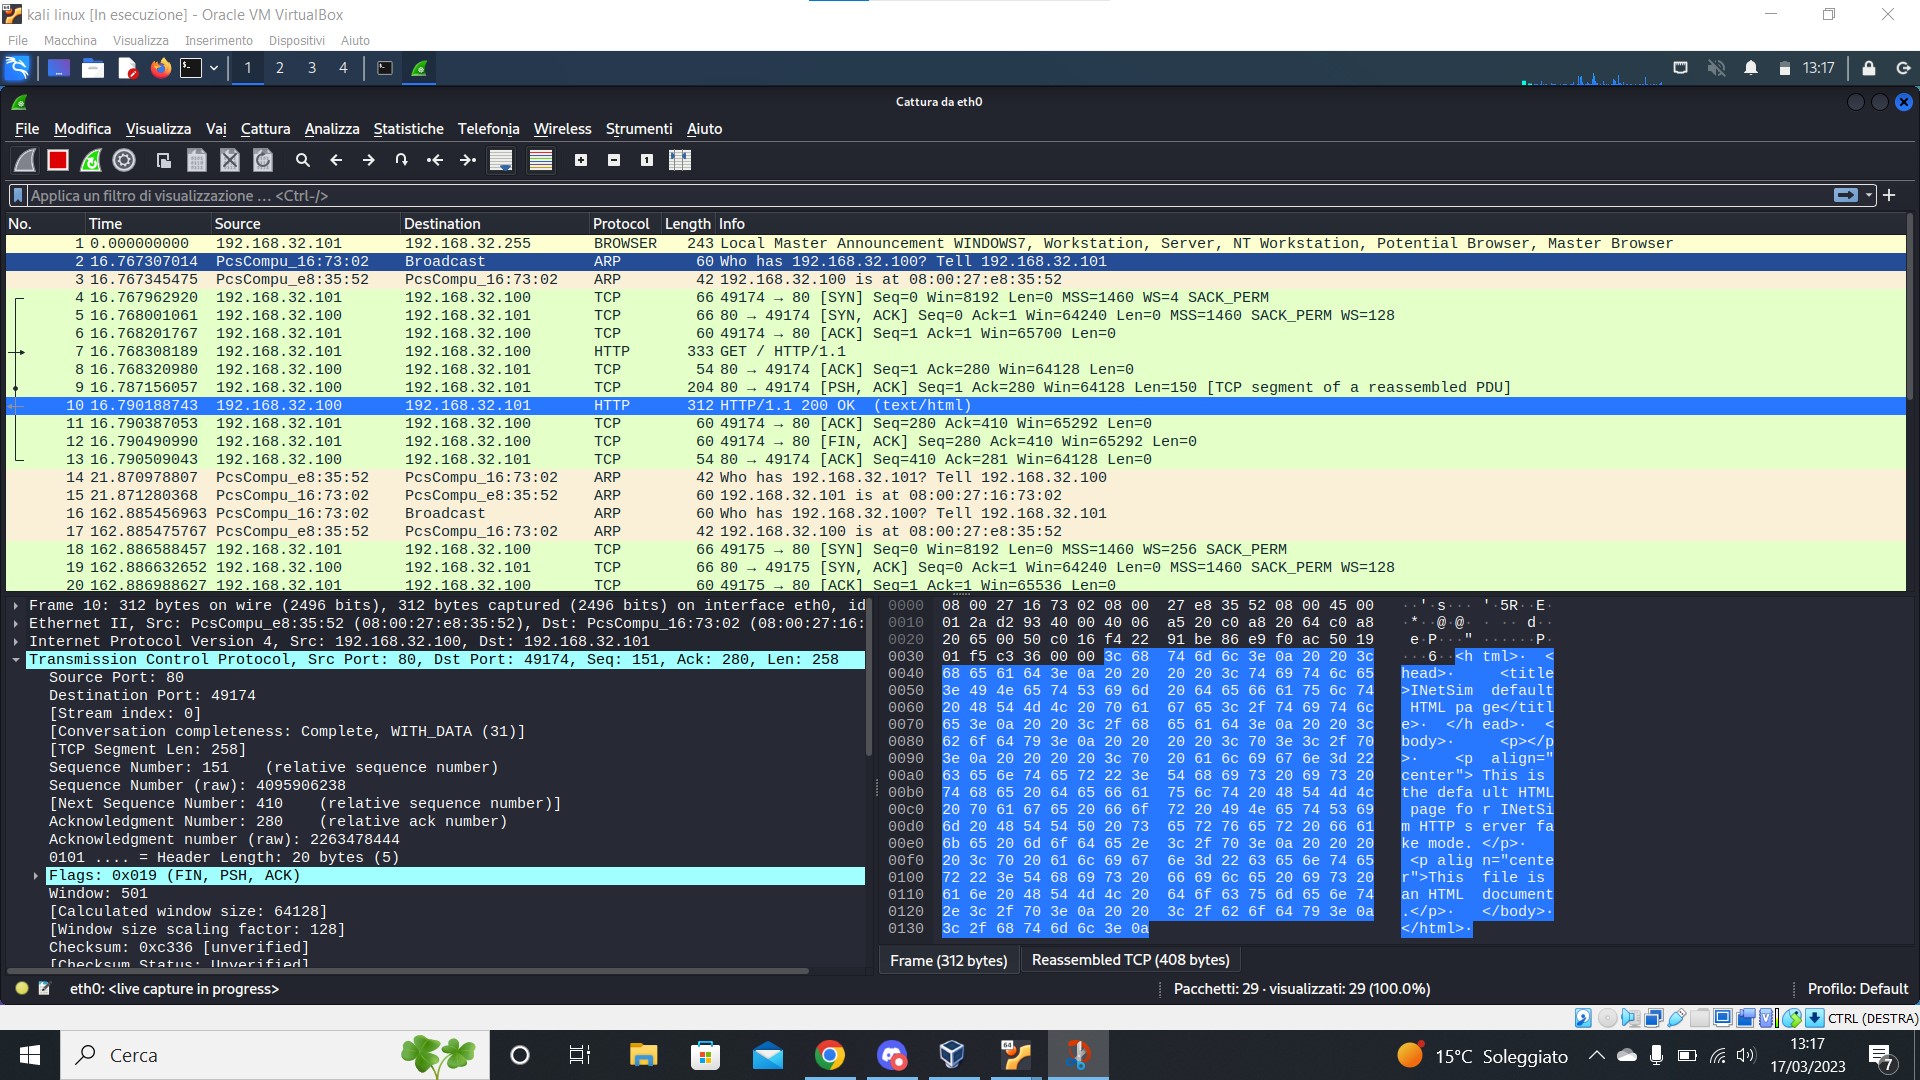 kali linux [In esecuzione] - Oracle VM VirtualBox
File Macchina Visualizza Inserimento Dispositivi Aiuto
1 2 3 4 13:17
Cattura da eth0
File Modifica Visualizza Vai Cattura Analizza Statistiche Telefonia Wireless Strumenti Aiuto
Applica un filtro di visualizzazione ... <Ctrl-/>
No. Time Source Destination Protocol Length Info
1 0.000000000 192.168.32.101 192.168.32.255 BROWSER 243 Local Master Announcement WINDOWS7, Workstation, Server, NT Workstation, Potential Browser, Master Browser
2 16.767307014 PcsCompu_16:73:02 Broadcast ARP 60 Who has 192.168.32.100? Tell 192.168.32.101
3 16.767345475 PcsCompu_e8:35:52 PcsCompu_16:73:02 ARP 42 192.168.32.100 is at 08:00:27:e8:35:52
4 16.767962920 192.168.32.101 192.168.32.100 TCP 66 49174 → 80 [SYN] Seq=0 Win=8192 Len=0 MSS=1460 WS=4 SACK_PERM
5 16.768001061 192.168.32.100 192.168.32.101 TCP 66 80 → 49174 [SYN, ACK] Seq=0 Ack=1 Win=64240 Len=0 MSS=1460 SACK_PERM WS=128
6 16.768201767 192.168.32.101 192.168.32.100 TCP 60 49174 → 80 [ACK] Seq=1 Ack=1 Win=65700 Len=0
7 16.768308189 192.168.32.101 192.168.32.100 HTTP 333 GET / HTTP/1.1
8 16.768320980 192.168.32.100 192.168.32.101 TCP 54 80 → 49174 [ACK] Seq=1 Ack=280 Win=64128 Len=0
9 16.787156057 192.168.32.100 192.168.32.101 TCP 204 80 → 49174 [PSH, ACK] Seq=1 Ack=280 Win=64128 Len=150 [TCP segment of a reassembled PDU]
10 16.790188743 192.168.32.100 192.168.32.101 HTTP 312 HTTP/1.1 200 OK (text/html)
11 16.790387053 192.168.32.101 192.168.32.100 TCP 60 49174 → 80 [ACK] Seq=280 Ack=410 Win=65292 Len=0
12 16.790490990 192.168.32.101 192.168.32.100 TCP 60 49174 → 80 [FIN, ACK] Seq=280 Ack=410 Win=65292 Len=0
13 16.790509043 192.168.32.100 192.168.32.101 TCP 54 80 → 49174 [ACK] Seq=410 Ack=281 Win=64128 Len=0
14 21.870978807 PcsCompu_e8:35:52 PcsCompu_16:73:02 ARP 42 Who has 192.168.32.101? Tell 192.168.32.100
15 21.871280368 PcsCompu_16:73:02 PcsCompu_e8:35:52 ARP 60 192.168.32.101 is at 08:00:27:16:73:02
16 162.885456963 PcsCompu_16:73:02 Broadcast ARP 60 Who has 192.168.32.100? Tell 192.168.32.101
17 162.885475767 PcsCompu_e8:35:52 PcsCompu_16:73:02 ARP 42 192.168.32.100 is at 08:00:27:e8:35:52
18 162.886588457 192.168.32.101 192.168.32.100 TCP 66 49175 → 80 [SYN] Seq=0 Win=8192 Len=0 MSS=1460 WS=256 SACK_PERM
19 162.886632652 192.168.32.100 192.168.32.101 TCP 66 80 → 49175 [SYN, ACK] Seq=0 Ack=1 Win=64240 Len=0 MSS=1460 SACK_PERM WS=128
20 162.886988627 192.168.32.101 192.168.32.100 TCP 60 49175 → 80 [ACK] Seq=1 Ack=1 Win=65536 Len=0
Frame 10: 312 bytes on wire (2496 bits), 312 bytes captured (2496 bits) on interface eth0, id
Ethernet II, Src: PcsCompu_e8:35:52 (08:00:27:e8:35:52), Dst: PcsCompu_16:73:02 (08:00:27:16:
Internet Protocol Version 4, Src: 192.168.32.100, Dst: 192.168.32.101
Transmission Control Protocol, Src Port: 80, Dst Port: 49174, Seq: 151, Ack: 280, Len: 258
Source Port: 80
Destination Port: 49174
[Stream index: 0]
[Conversation completeness: Complete, WITH_DATA (31)]
[TCP Segment Len: 258]
Sequence Number: 151 (relative sequence number)
Sequence Number (raw): 4095906238
[Next Sequence Number: 410 (relative sequence number)]
Acknowledgment Number: 280 (relative ack number)
Acknowledgment number (raw): 2263478444
0101 .... = Header Length: 20 bytes (5)
Flags: 0x019 (FIN, PSH, ACK)
Window: 501
[Calculated window size: 64128]
[Window size scaling factor: 128]
Checksum: 0xc336 [unverified]
[Checksum Status: Unverified]
0000 08 00 27 16 73 02 08 00 27 e8 35 52 08 00 45 00 ··'·s··· '·5R··E·
0010 01 2a d2 93 40 00 40 06 a5 20 c0 a8 20 64 c0 a8 ·*··@·@· · ·· d··
0020 20 65 00 50 c0 16 f4 22 91 be 86 e9 f0 ac 50 19 e·P···" ······P·
0030 01 f5 c3 36 00 00 3c 68 74 6d 6c 3e 0a 20 20 3c ···6··<h tml>· <
0040 68 65 61 64 3e 0a 20 20 20 20 3c 74 69 74 6c 65 head>· <title
0050 3e 49 4e 65 74 53 69 6d 20 64 65 66 61 75 6c 74 >INetSim default
0060 20 48 54 4d 4c 20 70 61 67 65 3c 2f 74 69 74 6c HTML pa ge</titl
0070 65 3e 0a 20 20 3c 2f 68 65 61 64 3e 0a 20 20 3c e>· </h ead>· <
0080 62 6f 64 79 3e 0a 20 20 20 20 3c 70 3e 3c 2f 70 body>· <p></p
0090 3e 0a 20 20 20 20 3c 70 20 61 6c 69 67 6e 3d 22 >· <p align="
00a0 63 65 6e 74 65 72 22 3e 54 68 69 73 20 69 73 20 center"> This is
00b0 74 68 65 20 64 65 66 61 75 6c 74 20 48 54 4d 4c the defa ult HTML
00c0 20 70 61 67 65 20 66 6f 72 20 49 4e 65 74 53 69 page fo r INetSi
00d0 6d 20 48 54 54 50 20 73 65 72 76 65 72 20 66 61 m HTTP s erver fa
00e0 6b 65 20 6d 6f 64 65 2e 3c 2f 70 3e 0a 20 20 20 ke mode. </p>·
00f0 20 3c 70 20 61 6c 69 67 6e 3d 22 63 65 6e 74 65 <p alig n="cente
0100 72 22 3e 54 68 69 73 20 66 69 6c 65 20 69 73 20 r">This file is
0110 61 6e 20 48 54 4d 4c 20 64 6f 63 75 6d 65 6e 74 an HTML document
0120 2e 3c 2f 70 3e 0a 20 20 3c 2f 62 6f 64 79 3e 0a .</p>· </body>·
0130 3c 2f 68 74 6d 6c 3e 0a </html>·
Frame (312 bytes) Reassembled TCP (408 bytes)
eth0: <live capture in progress> Pacchetti: 29 · visualizzati: 29 (100.0%) Profilo: Default
CTRL (DESTRA)
Cerca 15°C Soleggiato 13:17
17/03/2023 7